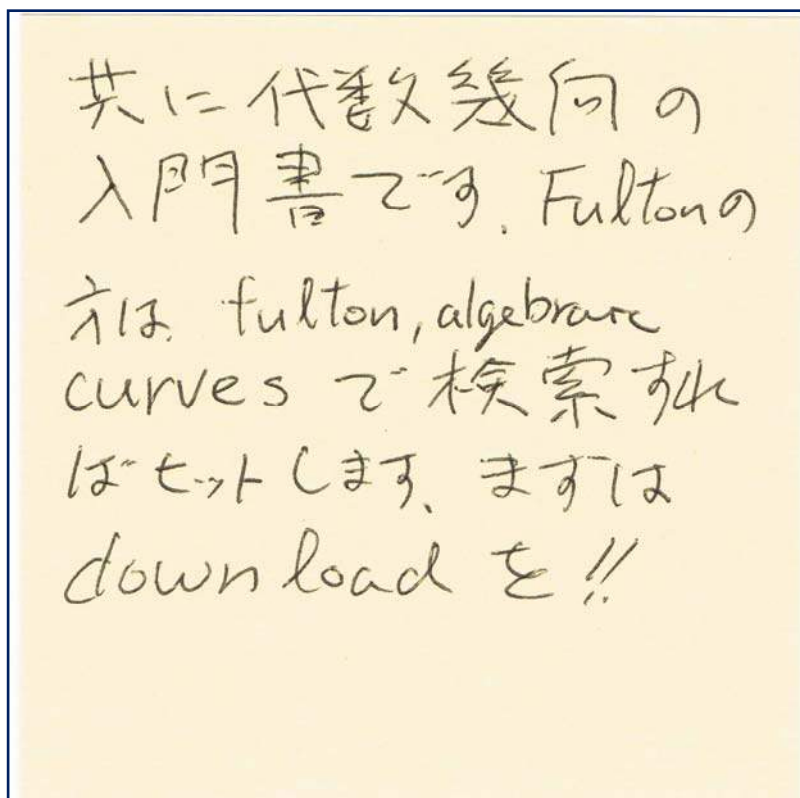 共に代数幾何の
入門書です. Fultonの
方は fulton, algebraic
curves で検索すれ
ばヒットします. まずは
download を!!